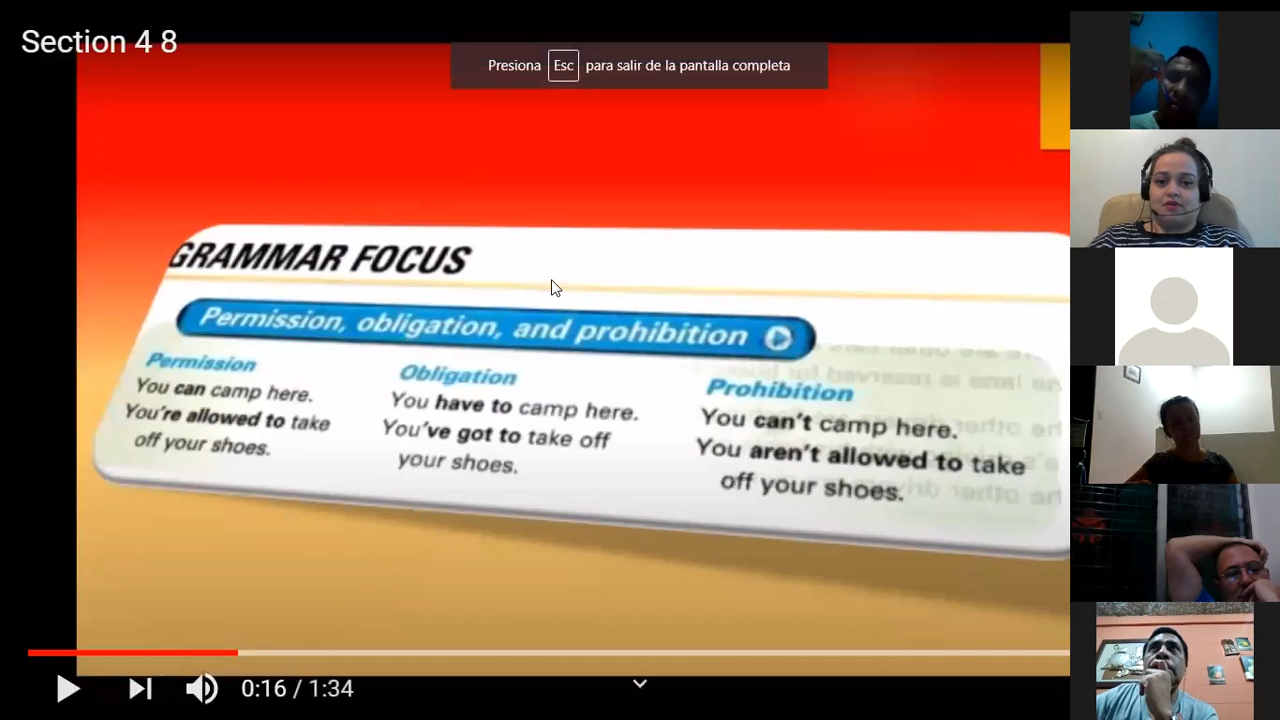 Section 4 8
Presiona Esc para salir de la pantalla completa
GRAMMAR FOCUS
Permission, obligation, and prohibition
Permission
You can camp here.
You're allowed to take
off your shoes.
Obligation
You have to camp here.
You've got to take off
your shoes.
Prohibition
You can't camp here.
You aren't allowed to take
off your shoes.
0:16 / 1:34